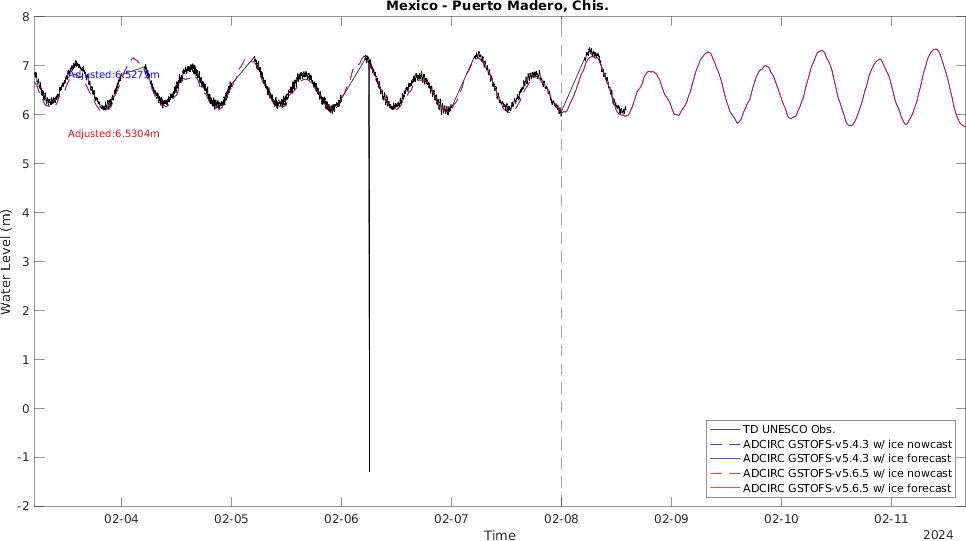 Mexico - Puerto Madero, Chis.
8
7
6
5
4
3
2
1
0
-1
-2
Water Level (m)
Adjusted:6.5279m
Adjusted:6.5304m
TD UNESCO Obs.
ADCIRC GSTOFS-v5.4.3 w/ ice nowcast
ADCIRC GSTOFS-v5.4.3 w/ ice forecast
ADCIRC GSTOFS-v5.6.5 w/ ice nowcast
ADCIRC GSTOFS-v5.6.5 w/ ice forecast
02-04 02-05 02-06 02-07 02-08 02-09 02-10 02-11
Time
2024